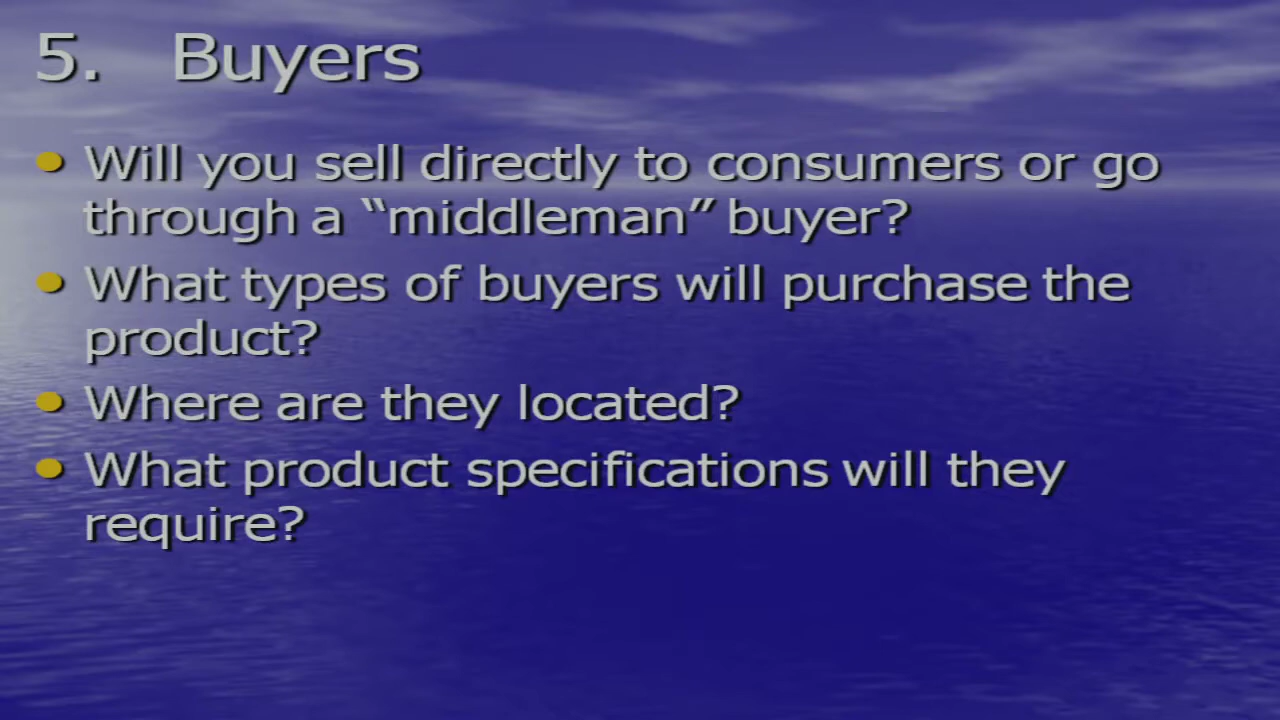 5. Buyers
• Will you sell directly to consumers or go
through a “middleman” buyer?
• What types of buyers will purchase the
product?
• Where are they located?
• What product specifications will they
require?